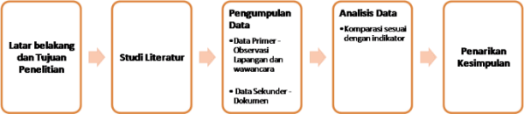 Latar belakang
dan Tujuan
Penelitian
Studi Literatur
Pengumpulan
Data
•Data Primer -
Observasi
Lapangan dan
wawancara
• Data Sekunder -
Dokumen
Analisis Data
•Komparasi sesuai
dengan indikator
Penarikan
Kesimpulan